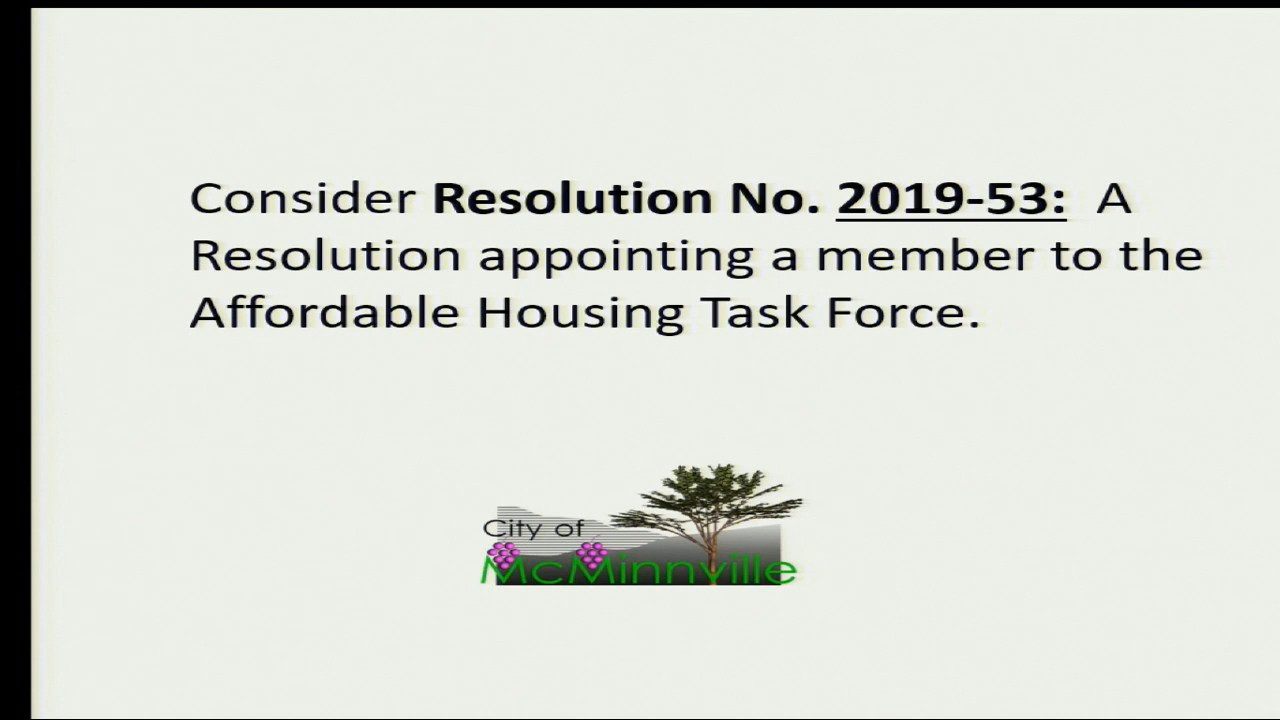 Consider Resolution No. 2019-53:  A
Resolution appointing a member to the
Affordable Housing Task Force.
City of
McMinnville